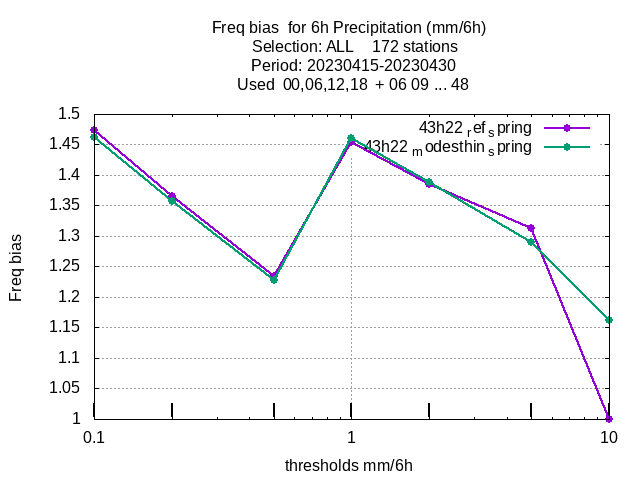 Freq bias  for 6h Precipitation (mm/6h)
Selection: ALL    172 stations
Period: 20230415-20230430
Used  00,06,12,18  + 06 09 ... 48
43h22 ref spring
43h22 modesthin spring
Freq bias
1.5
1.45
1.4
1.35
1.3
1.25
1.2
1.15
1.1
1.05
1
0.1 1 10
thresholds mm/6h